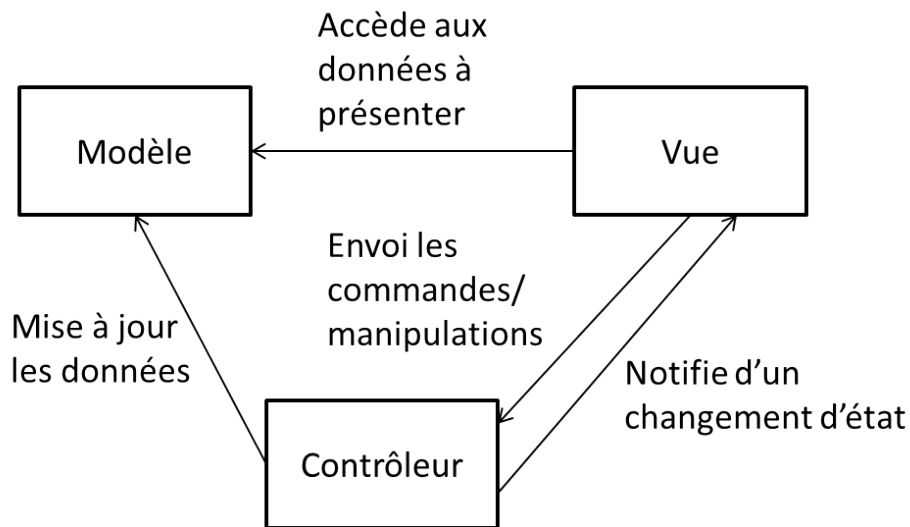 Accède aux
données à
présenter
Modèle
Vue
Envoi les
commandes/
manipulations
Mise à jour
les données
Notifie d’un
changement d’état
Contrôleur